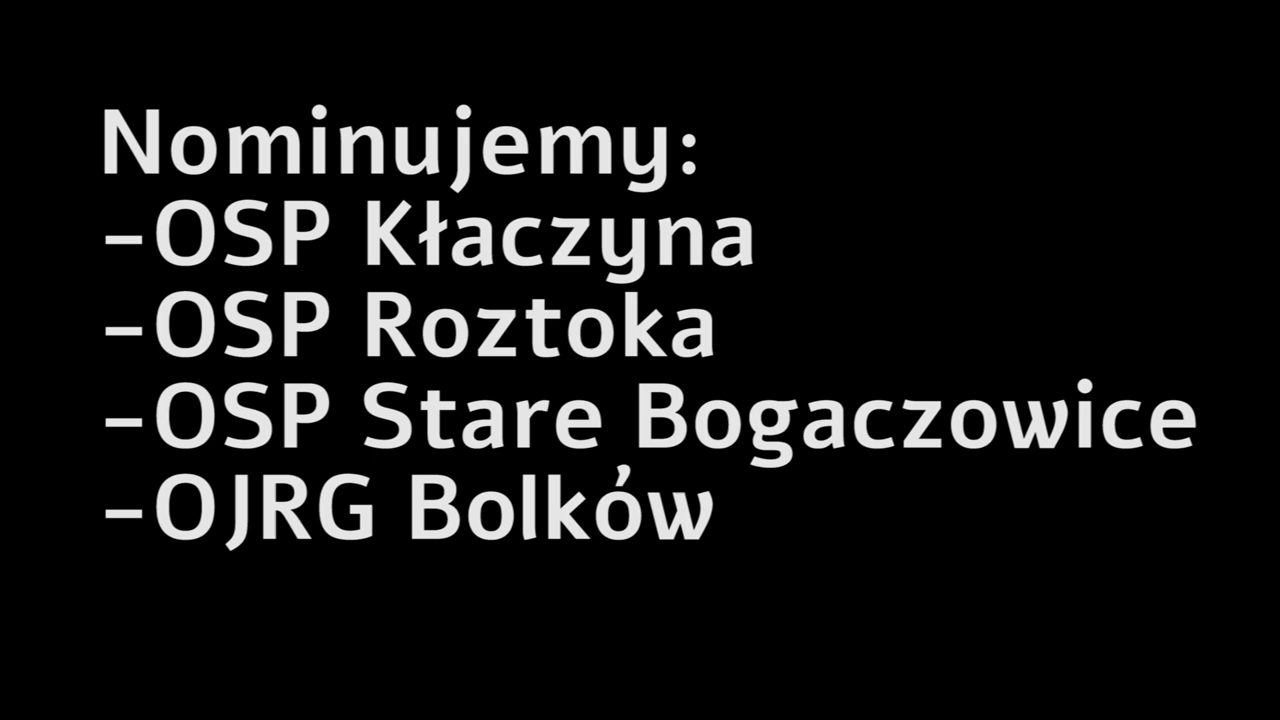 Nominujemy:
-OSP Kłaczyna
-OSP Roztoka
-OSP Stare Bogaczowice
-OJRG Bolków